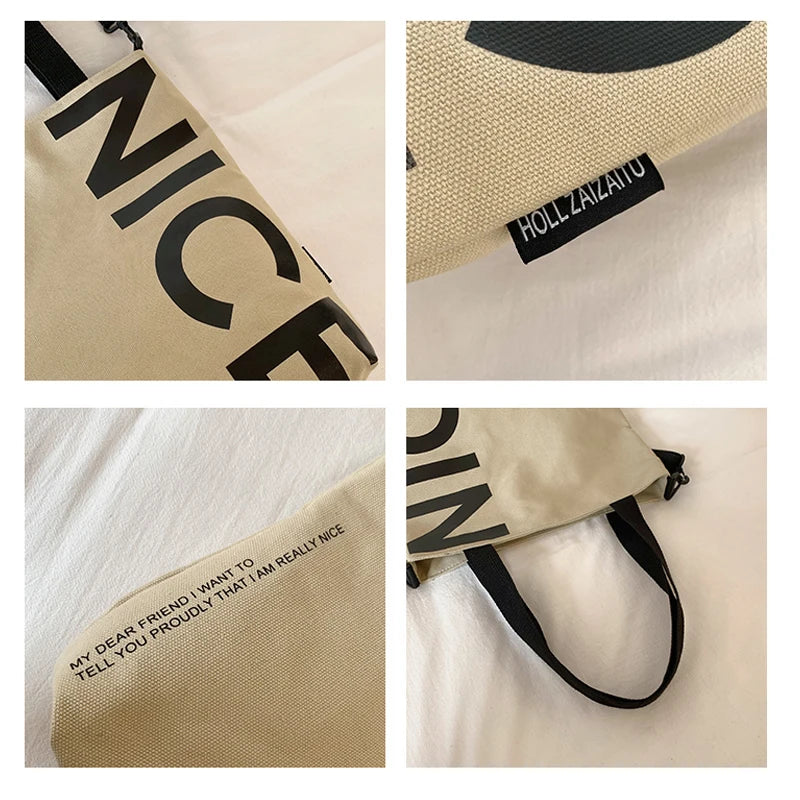 NICE
HOLL ZAIZAITU
MY DEAR FRIEND I WANT TO
TELL YOU PROUDLY THAT I AM REALLY NICE